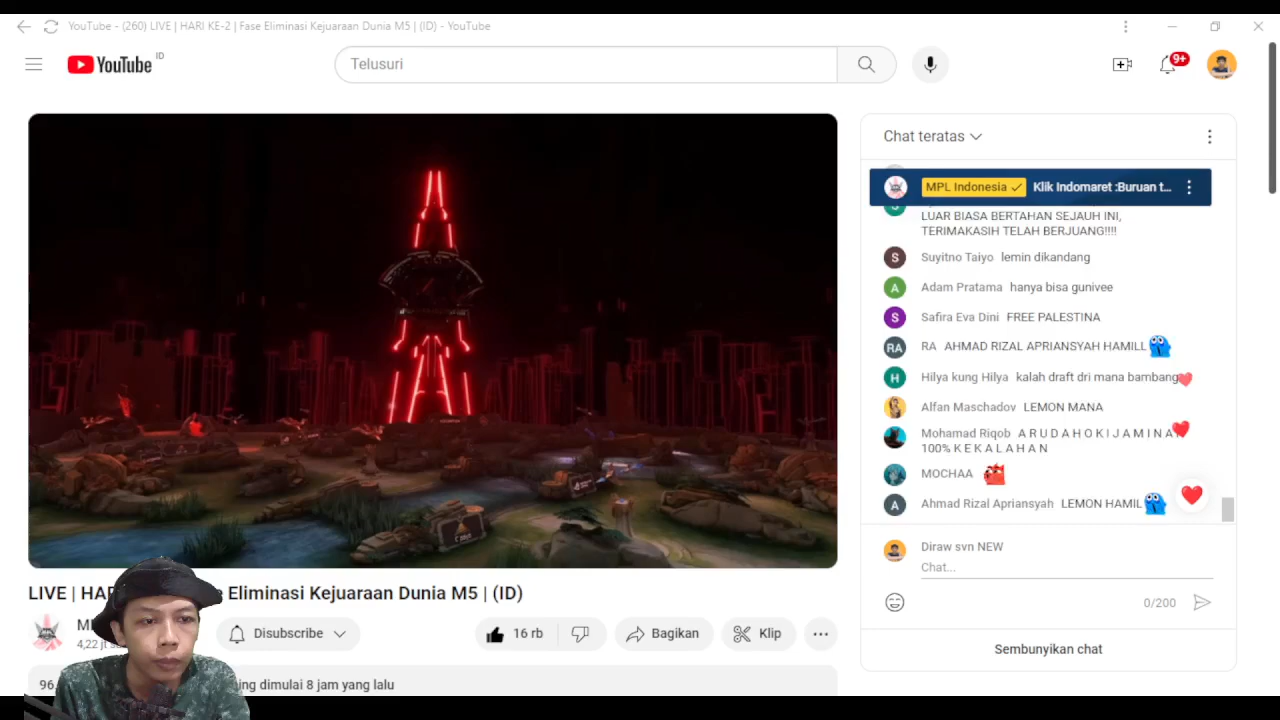 YouTube - (260) LIVE | HARI KE-2 | Fase Eliminasi Kejuaraan Dunia M5 | (ID) - YouTube
YouTube ID
Telusuri
9+
Chat teratas
MPL Indonesia Klik Indomaret :Buruan t...
LUAR BIASA BERTAHAN SEJAUH INI,
TERIMAKASIH TELAH BERJUANG!!!!
S Suyitno Taiyo lemin dikandang
A Adam Pratama hanya bisa gunivee
S Safira Eva Dini FREE PALESTINA
RA RA AHMAD RIZAL APRIANSYAH HAMILL
H Hilya kung Hilya kalah draft dri mana bambang
Alfan Maschadov LEMON MANA
Mohamad Riqob A R U D A H O K I J A M I N A
100% K E K A L A H A N
MOCHAA
A Ahmad Rizal Apriansyah LEMON HAMIL
Diraw svn NEW
Chat...
0/200
Sembunyikan chat
LIVE | HAR Eliminasi Kejuaraan Dunia M5 | (ID)
4,22 jt
Disubscribe
16 rb
Bagikan
Klip
96. ing dimulai 8 jam yang lalu